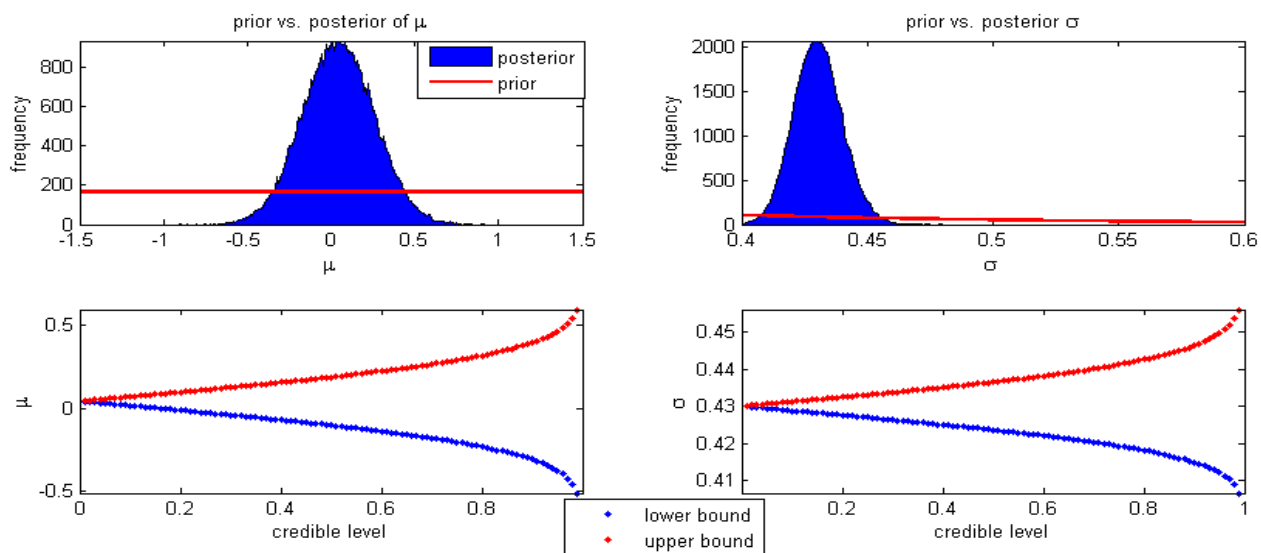 prior vs. posterior of μ
frequency
800
600
400
200
0
posterior
prior
-1.5
-1
-0.5
0
0.5
1
1.5
μ
prior vs. posterior σ
frequency
2000
1500
1000
500
0
0.4
0.45
0.5
0.55
0.6
σ
μ
0.5
0
-0.5
0
0.2
0.4
0.6
0.8
credible level
σ
0.45
0.44
0.43
0.42
0.41
0.2
0.4
0.6
0.8
1
credible level
lower bound
upper bound